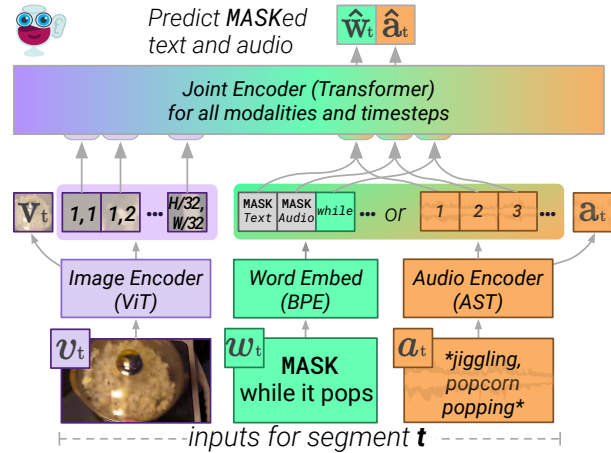 Predict MASKed
text and audio
ŵt ât
Joint Encoder (Transformer)
for all modalities and timesteps
vt
1,1 1,2 ••• H/32,
W/32
MASK
Text
MASK
Audio
while ••• or 1 2 3 •••
at
Image Encoder
(ViT)
Word Embed
(BPE)
Audio Encoder
(AST)
vt
wt
MASK
while it pops
at
*jiggling,
popcorn
popping*
inputs for segment t